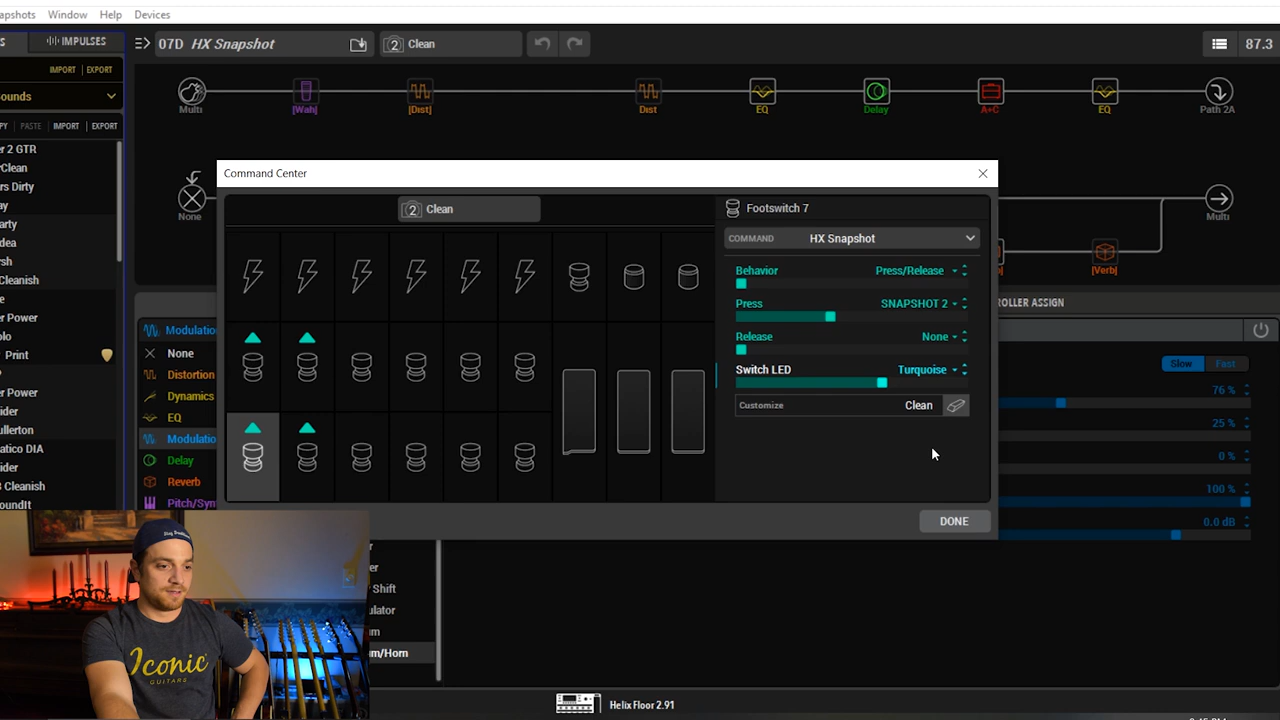 apshots Window Help Devices
S IMPULSES
07D HX Snapshot
2 Clean
87.3
IMPORT | EXPORT
ounds
PY PASTE IMPORT EXPORT
r 2 GTR
rClean
rs Dirty
y
arty
dea
rsh
Cleanish
e
r Power
olo
Print
r Power
ider
ullerton
atico DIA
ider
B Cleanish
oundIt
Multi
[Wah]
[Dist]
Dist
EQ
Delay
A+C
EQ
Path 2A
None
Multi
[Verb]
Command Center
2 Clean
Footswitch 7
COMMAND HX Snapshot
Behavior Press/Release
Press SNAPSHOT 2
Release None
Switch LED Turquoise
Customize Clean
DONE
Modulatio
None
Distortion
Dynamics
EQ
Modulatio
Delay
Reverb
Pitch/Syn
ROLLER ASSIGN
Slow Fast
76 %
25 %
0 %
100 %
0.0 dB
r
er
Shift
ulator
m
m/Horn
Iconic
GUITARS
Helix Floor 2.91